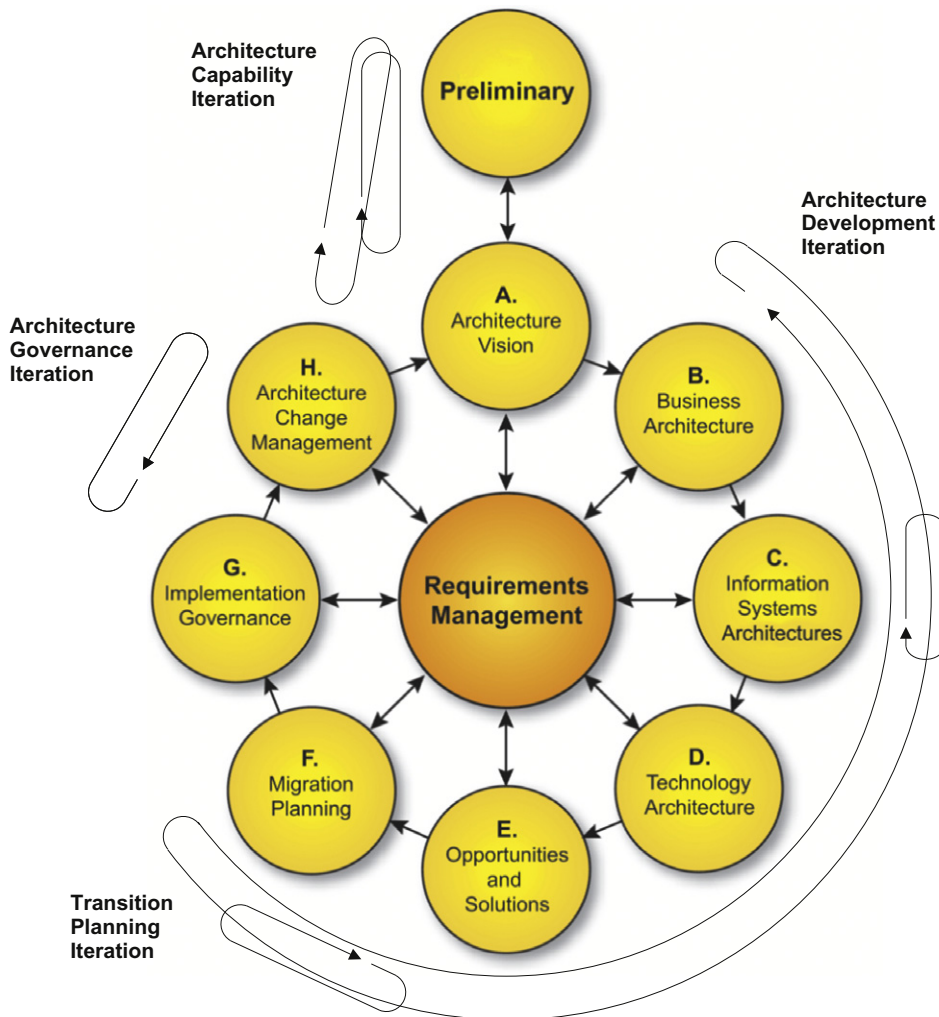 Architecture
Capability
Iteration
Preliminary
Architecture
Development
Iteration
A.
Architecture
Vision
Architecture
Governance
Iteration
H.
Architecture
Change
Management
B.
Business
Architecture
G.
Implementation
Governance
Requirements
Management
C.
Information
Systems
Architectures
F.
Migration
Planning
D.
Technology
Architecture
E.
Opportunities
and
Solutions
Transition
Planning
Iteration